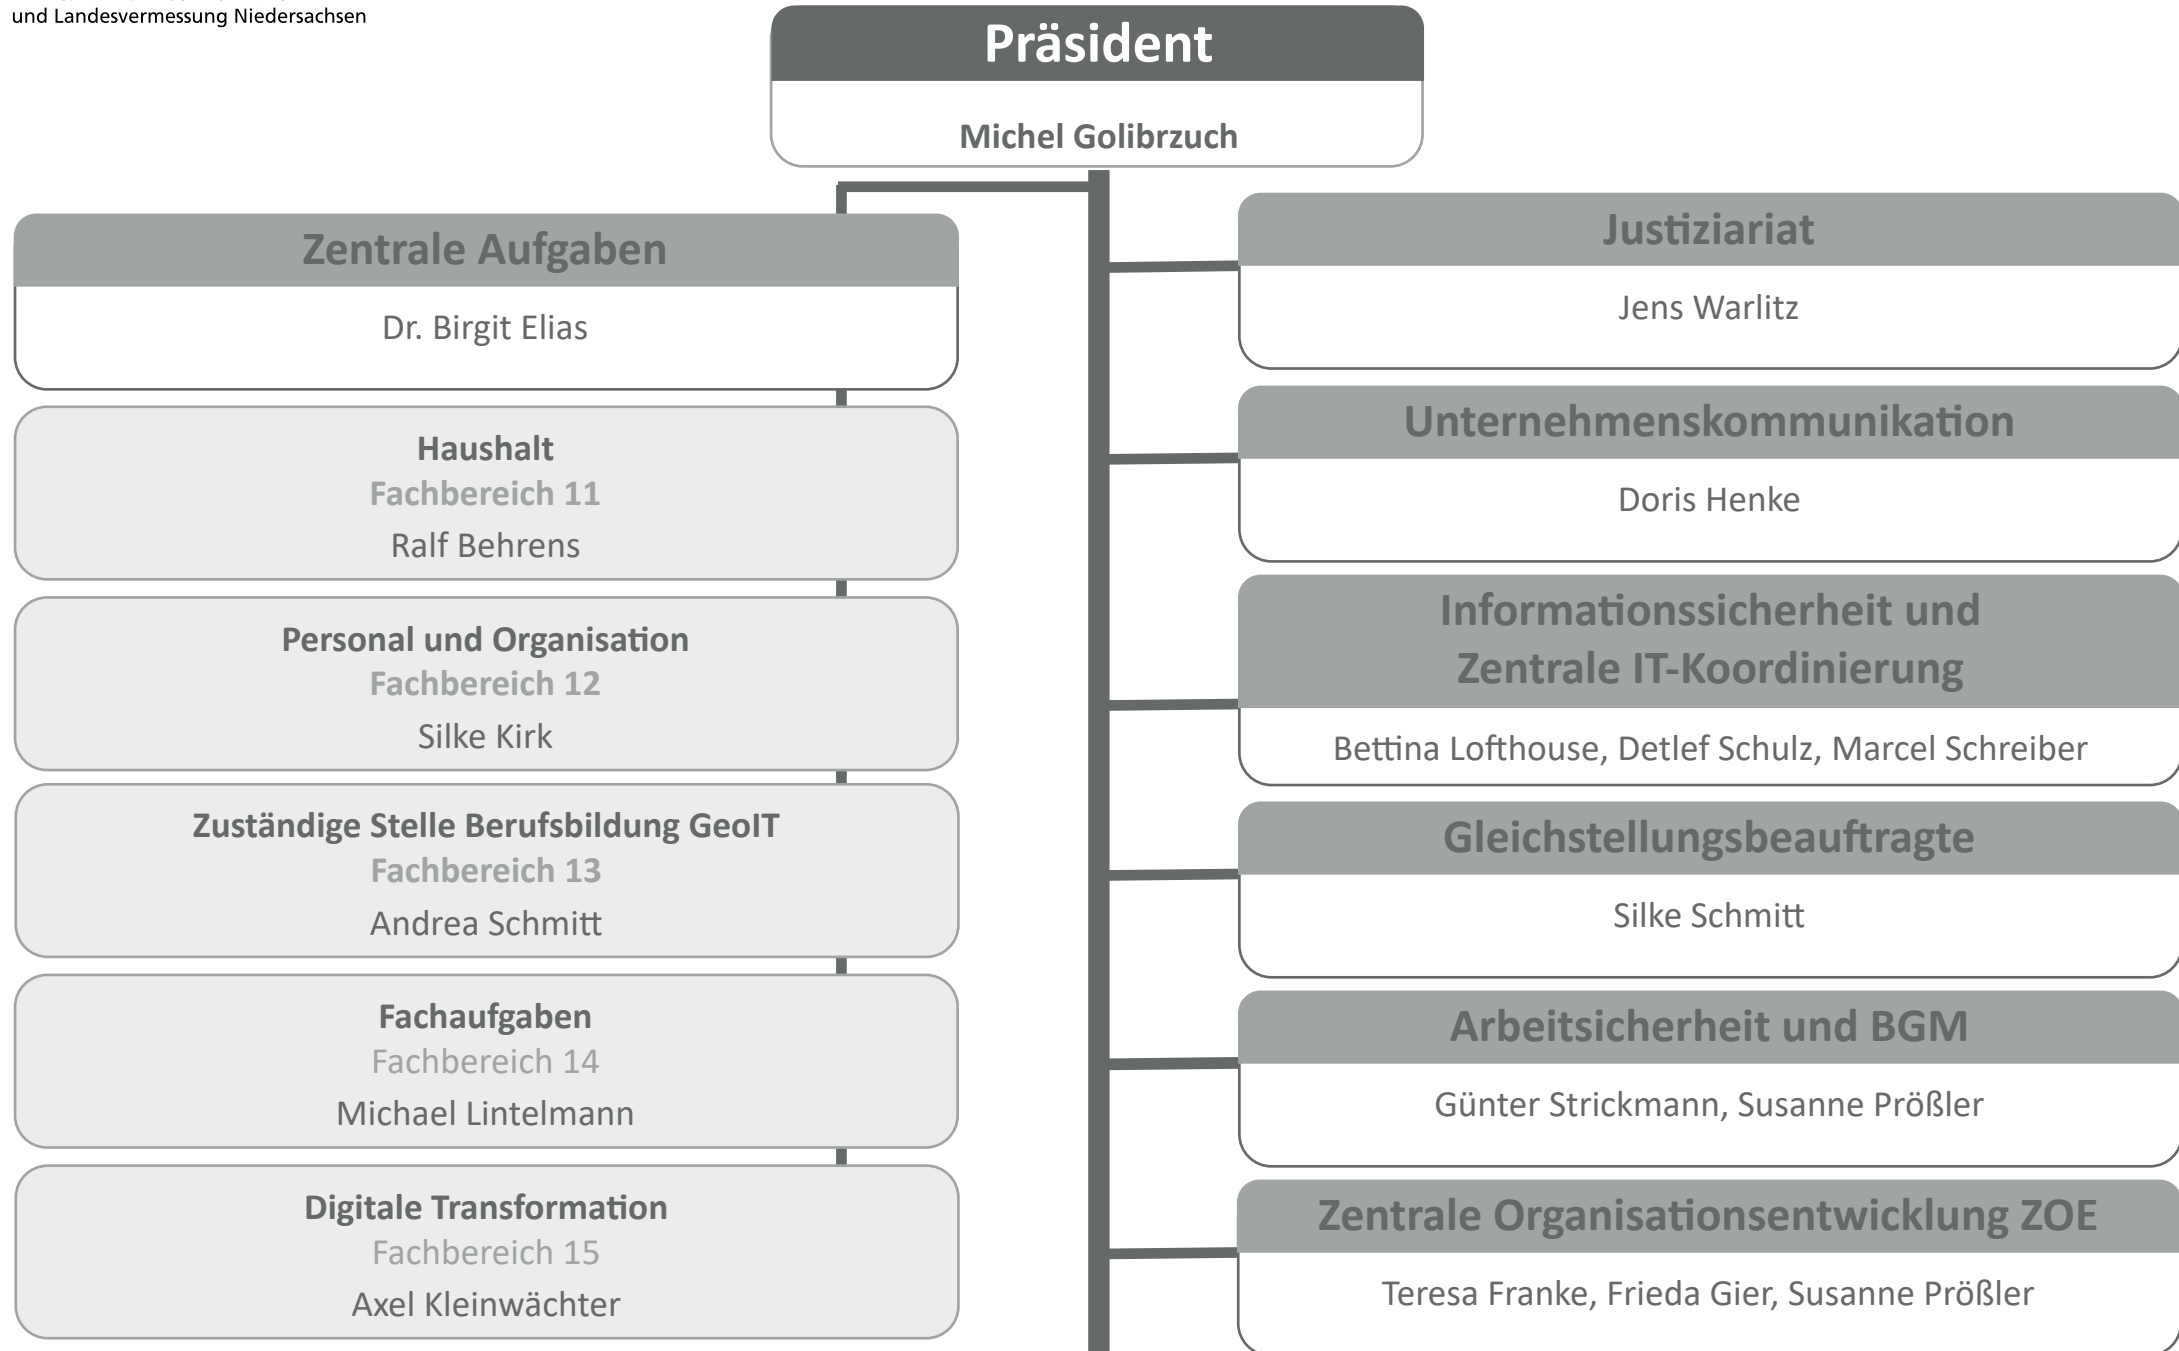 und Landesvermessung Niedersachsen
Präsident
Michel Golibrzuch
Zentrale Aufgaben
Dr. Birgit Elias
Haushalt
Fachbereich 11
Ralf Behrens
Personal und Organisation
Fachbereich 12
Silke Kirk
Zuständige Stelle Berufsbildung GeoIT
Fachbereich 13
Andrea Schmitt
Fachaufgaben
Fachbereich 14
Michael Lintelmann
Digitale Transformation
Fachbereich 15
Axel Kleinwächter
Justiziariat
Jens Warlitz
Unternehmenskommunikation
Doris Henke
Informationssicherheit und
Zentrale IT-Koordinierung
Bettina Lofthouse, Detlef Schulz, Marcel Schreiber
Gleichstellungsbeauftragte
Silke Schmitt
Arbeitsicherheit und BGM
Günter Strickmann, Susanne Prößler
Zentrale Organisationsentwicklung ZOE
Teresa Franke, Frieda Gier, Susanne Prößler